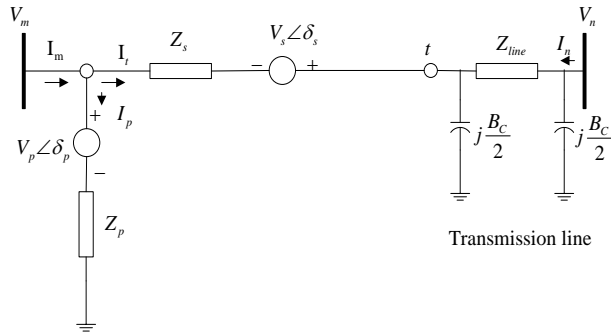 V_m
V_n
I_m
I_t
Z_s
V_s∠δ_s
t
Z_line
I_n
− +
+
I_p
V_p∠δ_p
−
j B_C/2
j B_C/2
Z_p
Transmission line